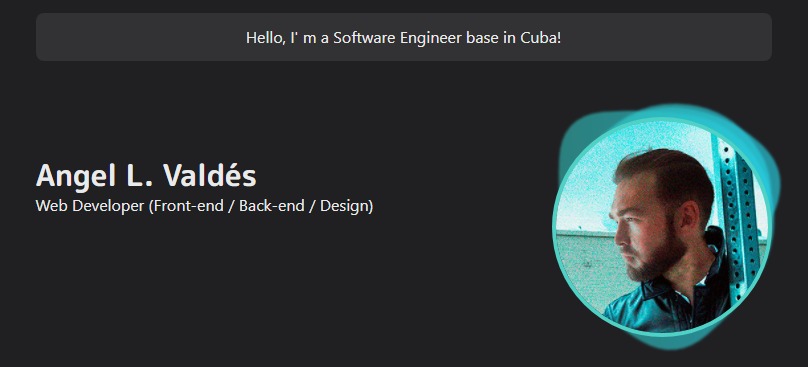 Hello, I' m a Software Engineer base in Cuba!
Angel L. Valdés
Web Developer (Front-end / Back-end / Design)